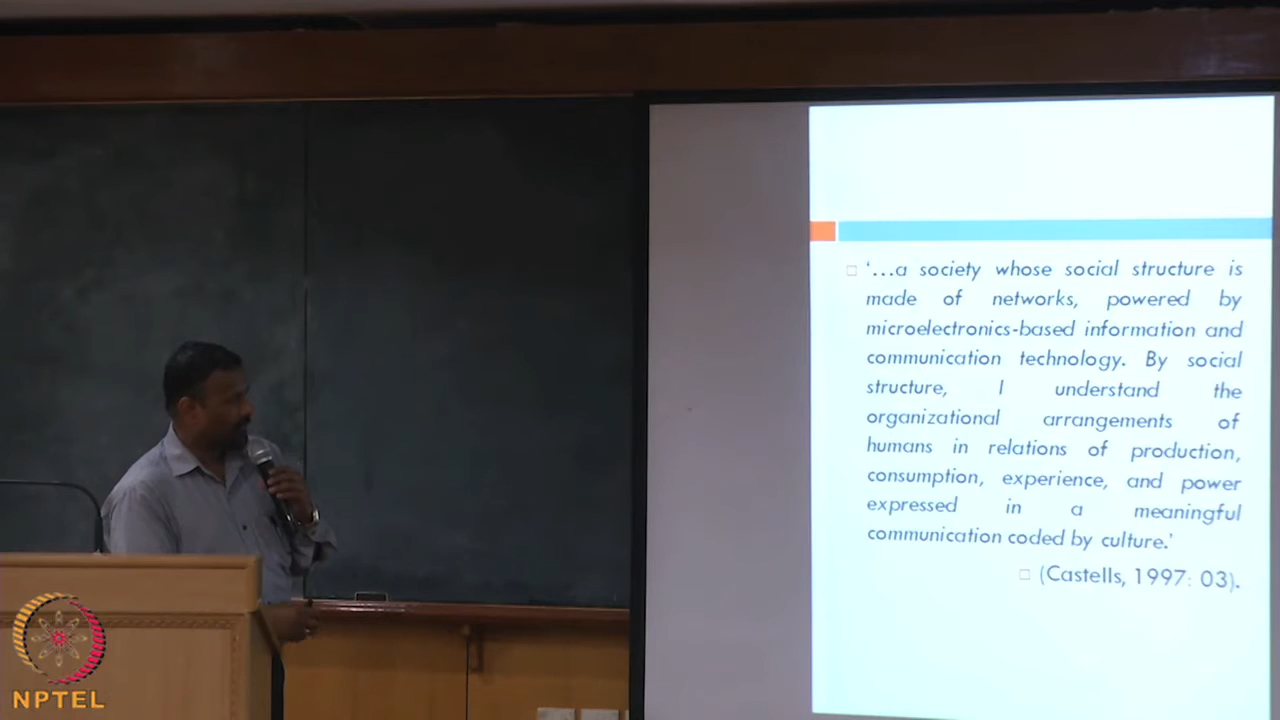 ‘...a society whose social structure is
made of networks, powered by
microelectronics-based information and
communication technology. By social
structure, I understand the
organizational arrangements of
humans in relations of production,
consumption, experience, and power
expressed in a meaningful
communication coded by culture.’
(Castells, 1997: 03).
NPTEL